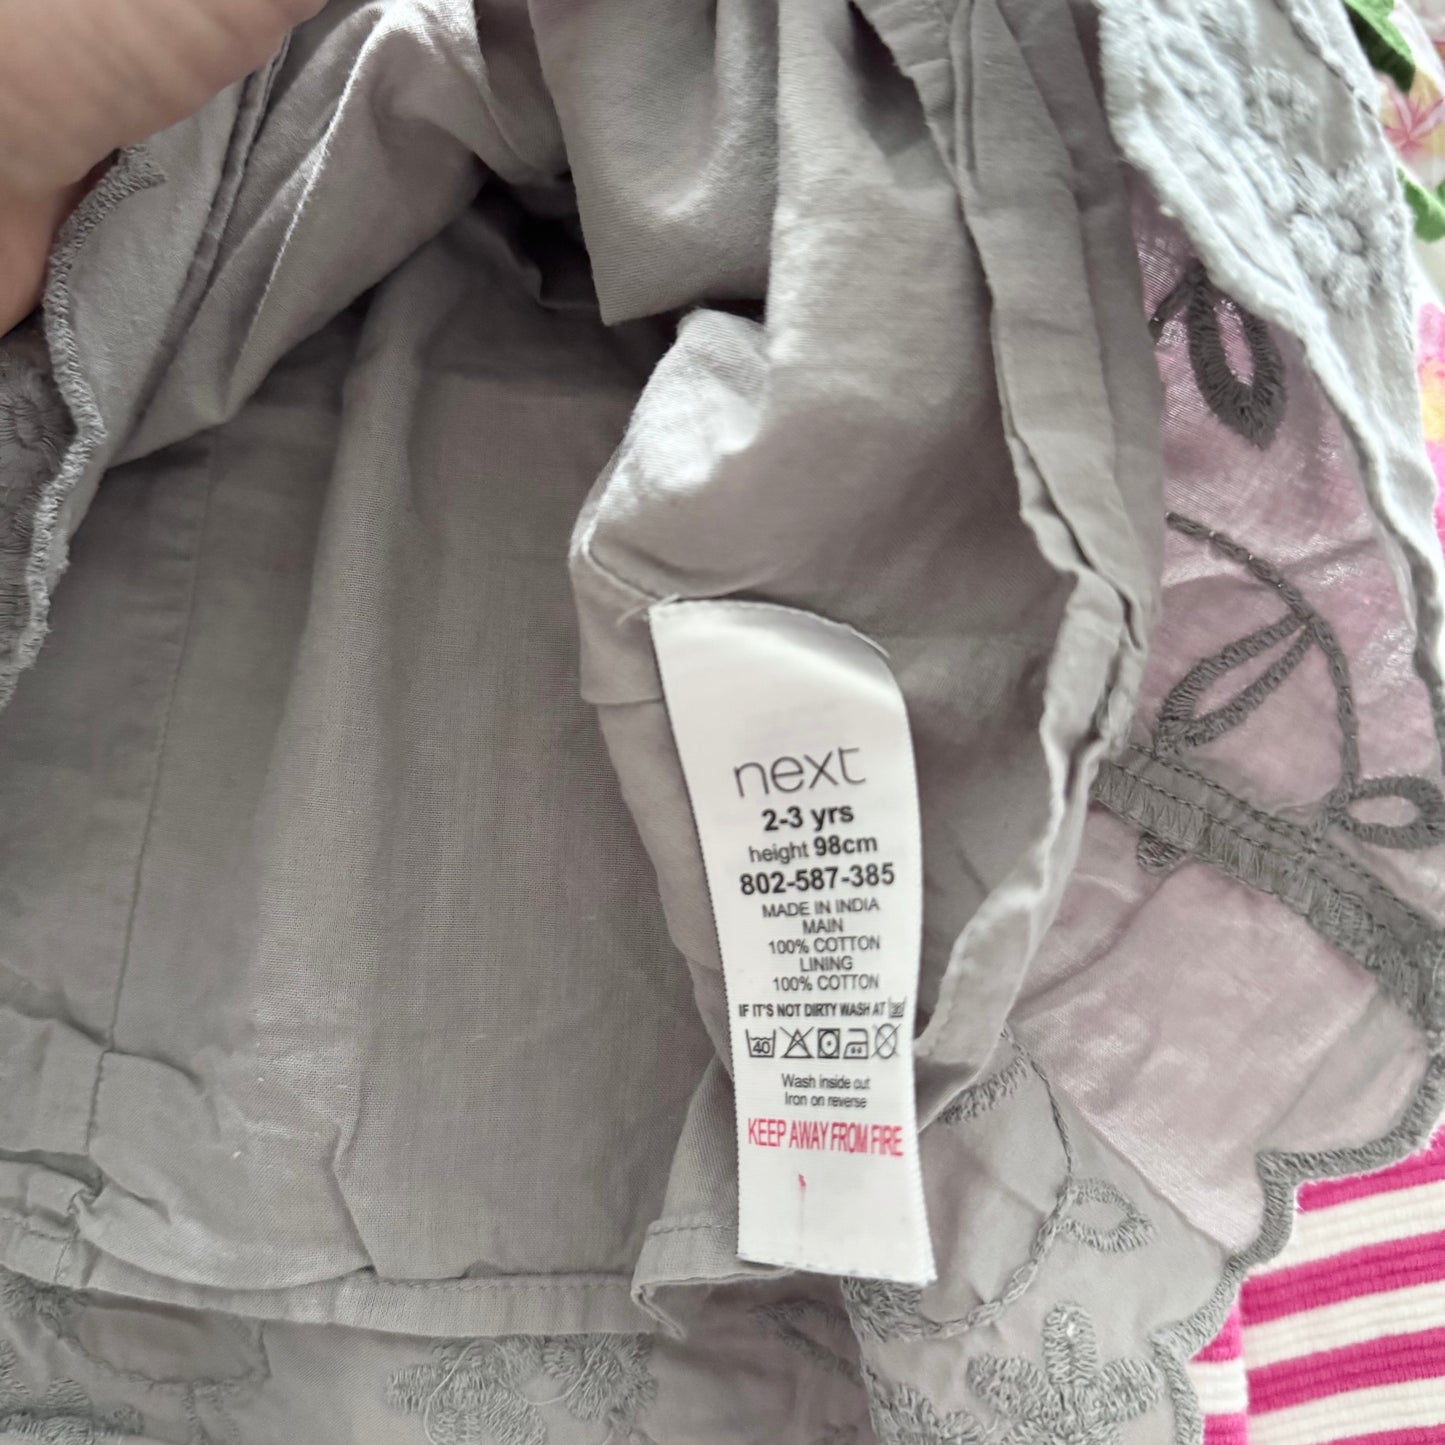 next
2-3 yrs
height 98cm
802-587-385
MADE IN INDIA
MAIN
100% COTTON
LINING
100% COTTON
IF IT'S NOT DIRTY WASH AT 30
40
Wash inside out
Iron on reverse
KEEP AWAY FROM FIRE